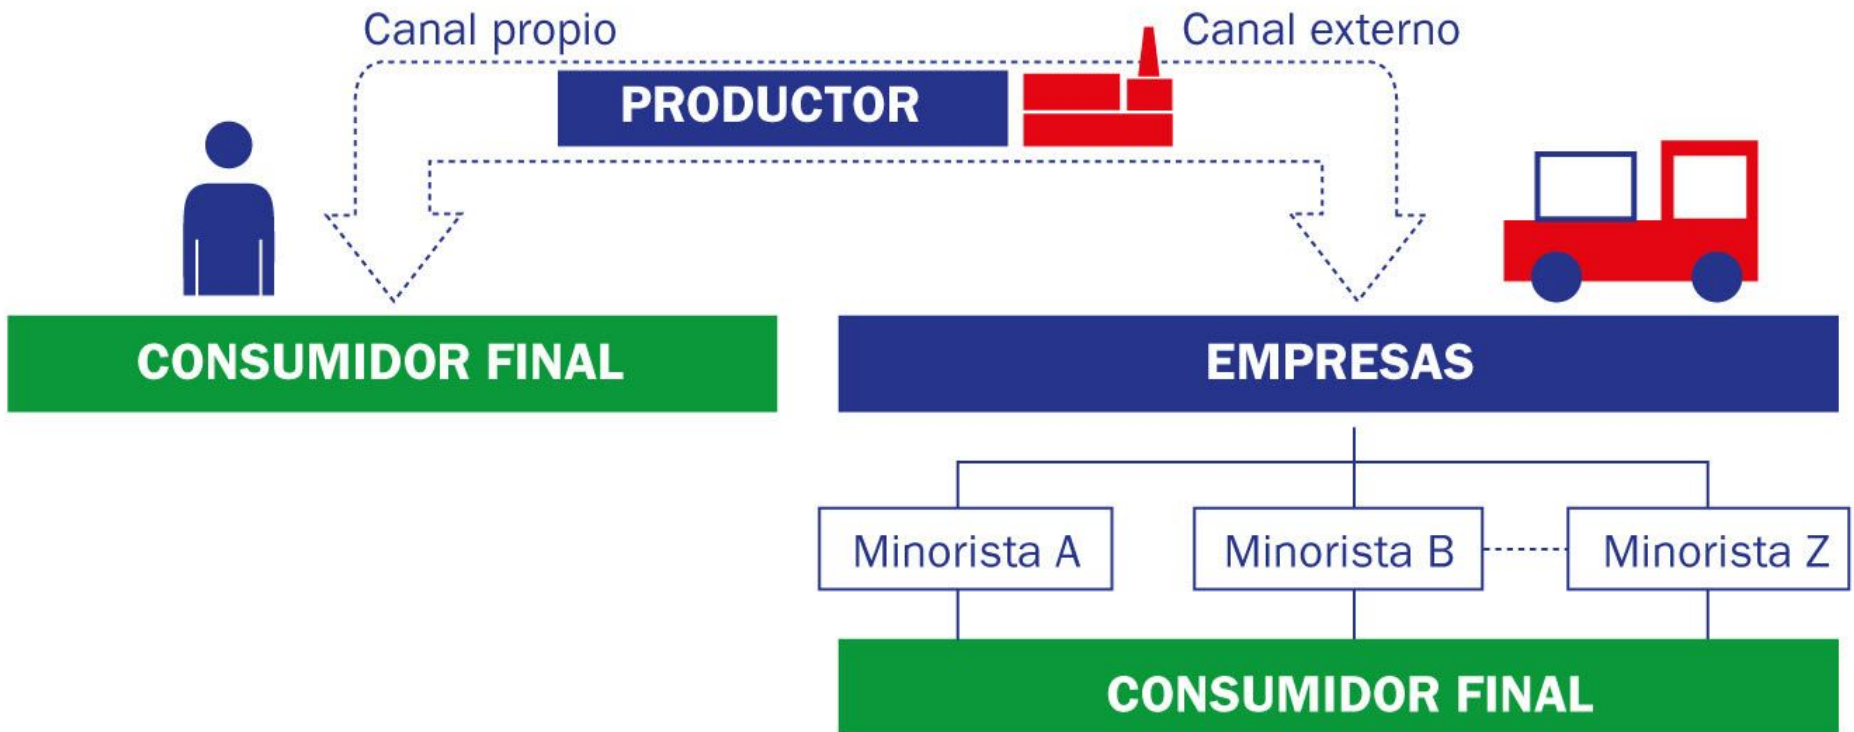 Canal propio
Canal externo
PRODUCTOR
CONSUMIDOR FINAL
EMPRESAS
Minorista A
Minorista B
Minorista Z
CONSUMIDOR FINAL